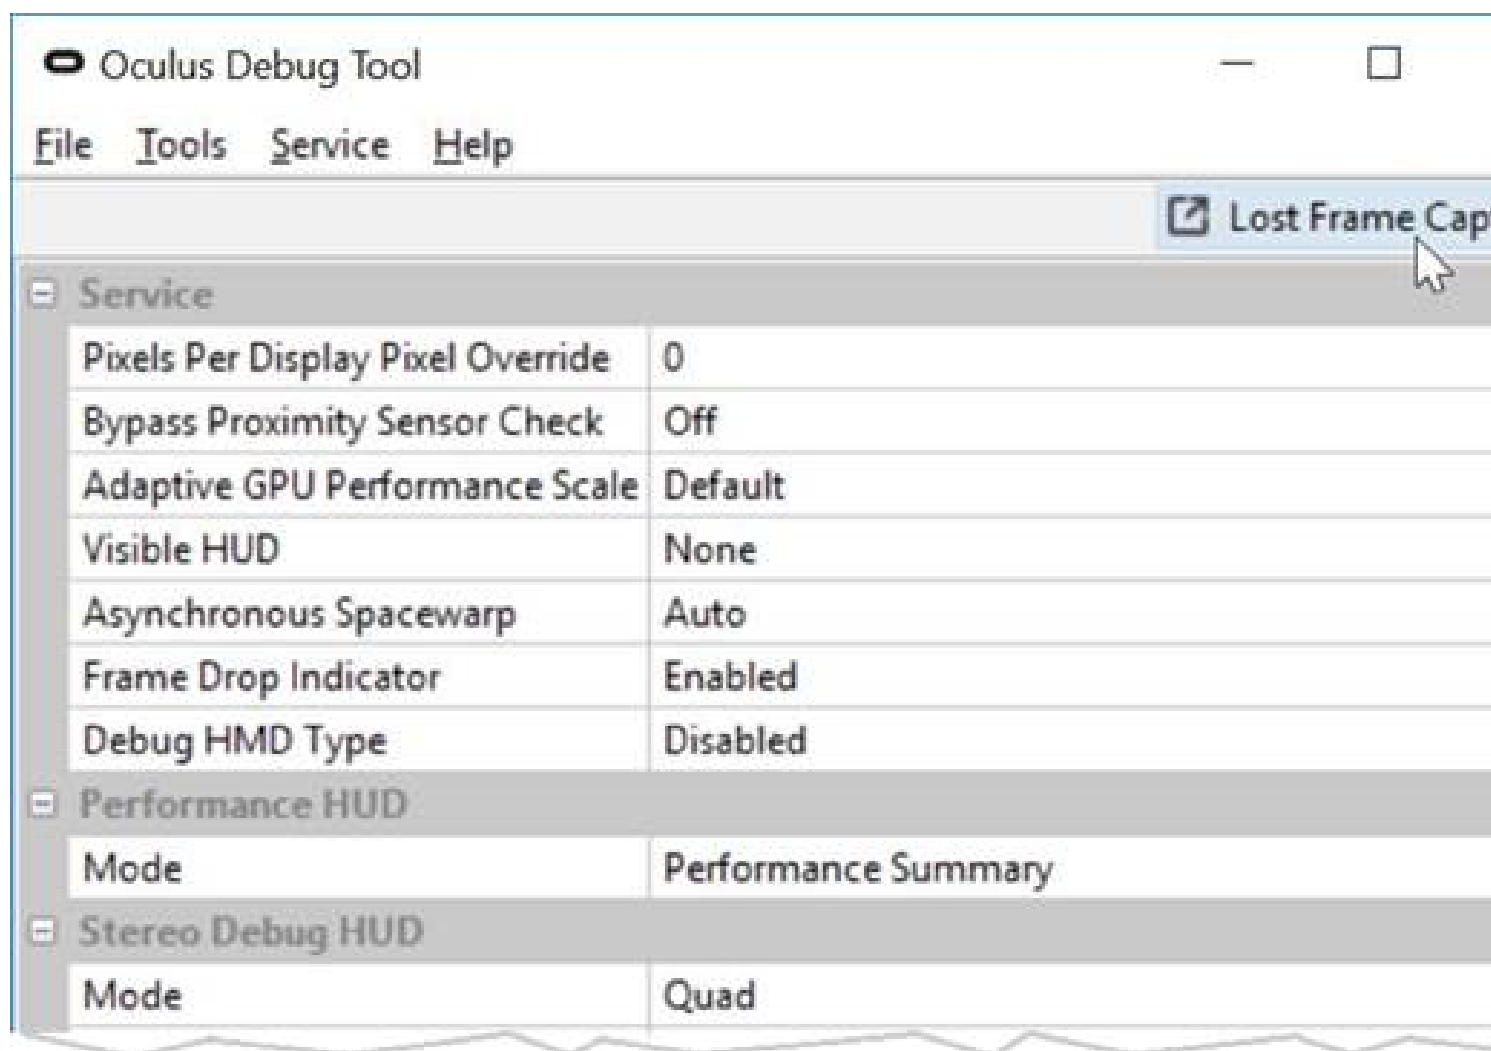 Oculus Debug Tool
File Tools Service Help
Lost Frame Cap
Service
Pixels Per Display Pixel Override 0
Bypass Proximity Sensor Check Off
Adaptive GPU Performance Scale Default
Visible HUD None
Asynchronous Spacewarp Auto
Frame Drop Indicator Enabled
Debug HMD Type Disabled
Performance HUD
Mode Performance Summary
Stereo Debug HUD
Mode Quad